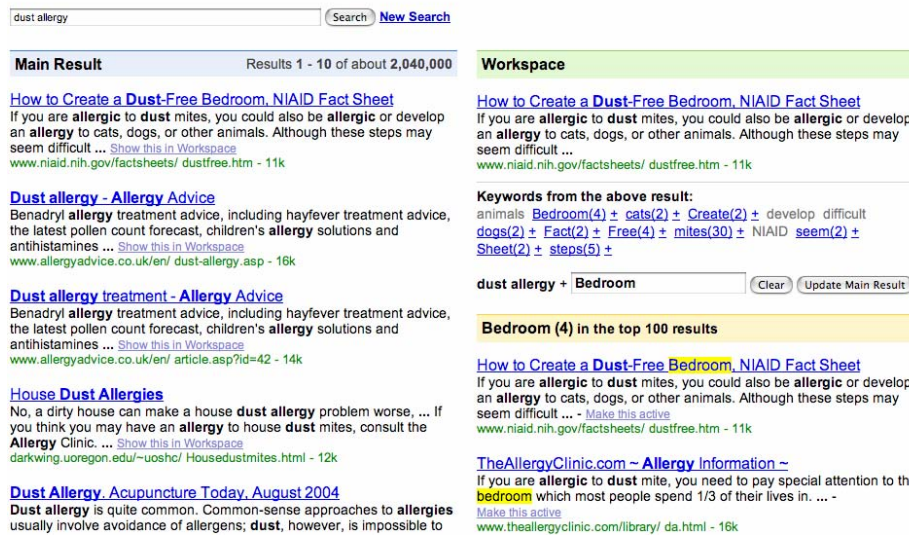 dust allergy Search New Search
Main Result Results 1 - 10 of about 2,040,000
How to Create a Dust-Free Bedroom, NIAID Fact Sheet
If you are allergic to dust mites, you could also be allergic or develop
an allergy to cats, dogs, or other animals. Although these steps may
seem difficult ... Show this in Workspace
www.niaid.nih.gov/factsheets/ dustfree.htm - 11k
Dust allergy - Allergy Advice
Benadryl allergy treatment advice, including hayfever treatment advice,
the latest pollen count forecast, children's allergy solutions and
antihistamines ... Show this in Workspace
www.allergyadvice.co.uk/en/ dust-allergy.asp - 16k
Dust allergy treatment - Allergy Advice
Benadryl allergy treatment advice, including hayfever treatment advice,
the latest pollen count forecast, children's allergy solutions and
antihistamines ... Show this in Workspace
www.allergyadvice.co.uk/en/ article.asp?id=42 - 14k
House Dust Allergies
No, a dirty house can make a house dust allergy problem worse, ... If
you think you may have an allergy to house dust mites, consult the
Allergy Clinic. ... Show this in Workspace
darkwing.uoregon.edu/~uoshc/ Housedustmites.html - 12k
Dust Allergy. Acupuncture Today, August 2004
Dust allergy is quite common. Common-sense approaches to allergies
usually involve avoidance of allergens; dust, however, is impossible to
Workspace
How to Create a Dust-Free Bedroom, NIAID Fact Sheet
If you are allergic to dust mites, you could also be allergic or develop
an allergy to cats, dogs, or other animals. Although these steps may
seem difficult ...
www.niaid.nih.gov/factsheets/ dustfree.htm - 11k
Keywords from the above result:
animals Bedroom(4) + cats(2) + Create(2) + develop difficult
dogs(2) + Fact(2) + Free(4) + mites(30) + NIAID seem(2) +
Sheet(2) + steps(5) +
dust allergy + Bedroom Clear Update Main Result
Bedroom (4) in the top 100 results
How to Create a Dust-Free Bedroom, NIAID Fact Sheet
If you are allergic to dust mites, you could also be allergic or develop
an allergy to cats, dogs, or other animals. Although these steps may
seem difficult ... - Make this active
www.niaid.nih.gov/factsheets/ dustfree.htm - 11k
TheAllergyClinic.com ~ Allergy Information ~
If you are allergic to dust mite, you need to pay special attention to th
bedroom which most people spend 1/3 of their lives in. ... -
Make this active
www.theallergyclinic.com/library/ da.html - 16k